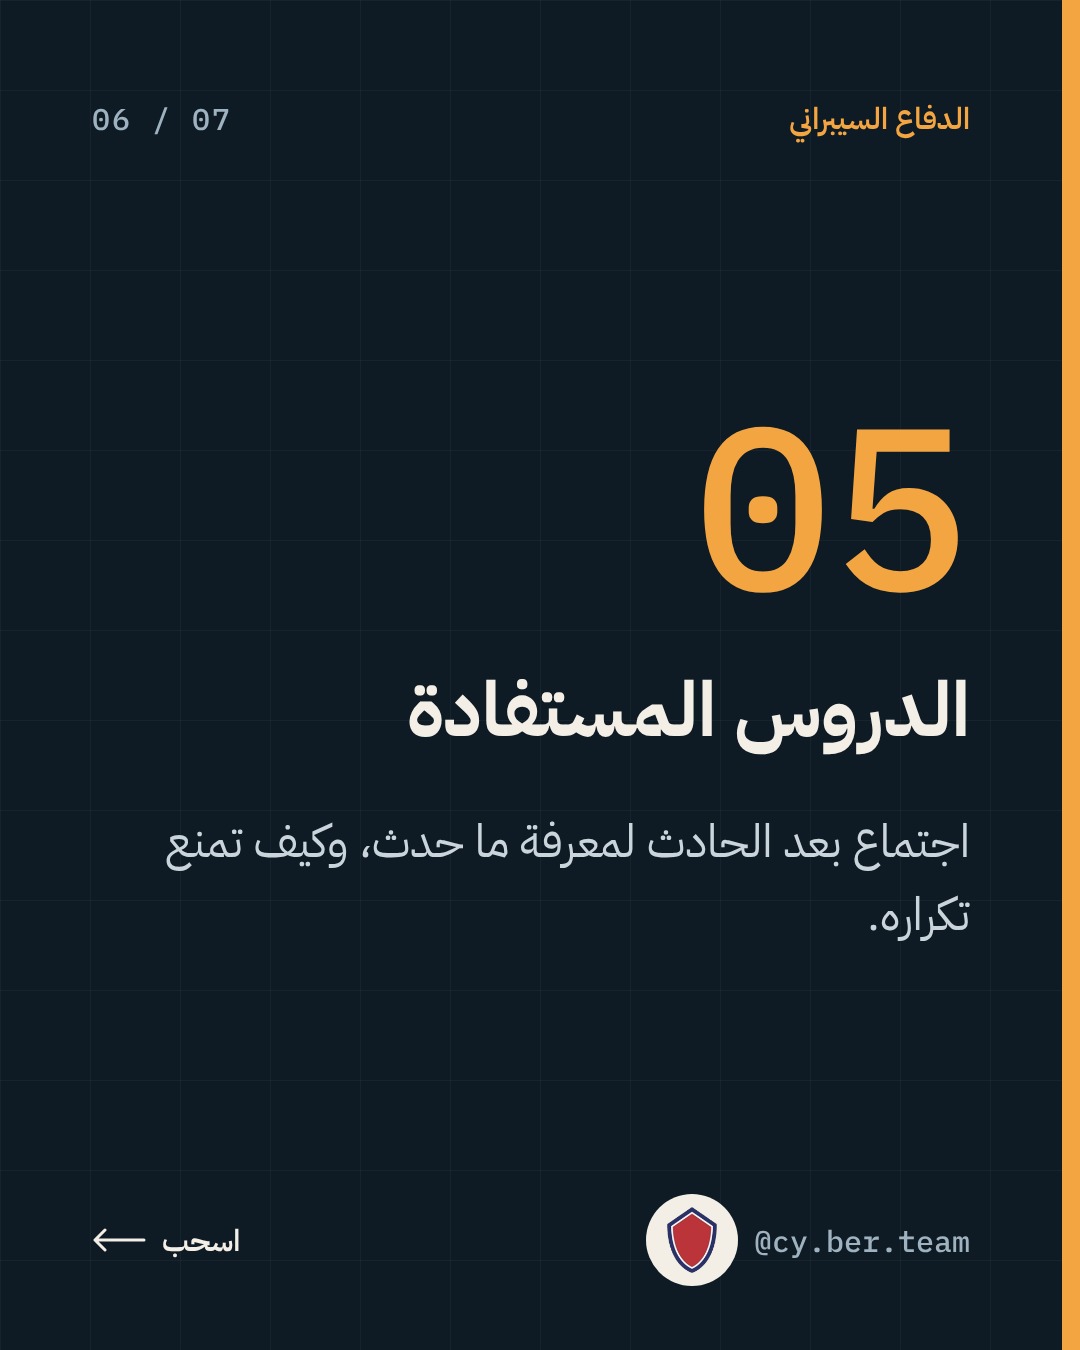 الدفاع السيبراني
06 / 07
05
الدروس المستفادة
اجتماع بعد الحادث لمعرفة ما حدث، وكيف تمنع
تكراره.
@cy.ber.team
اسحب ←